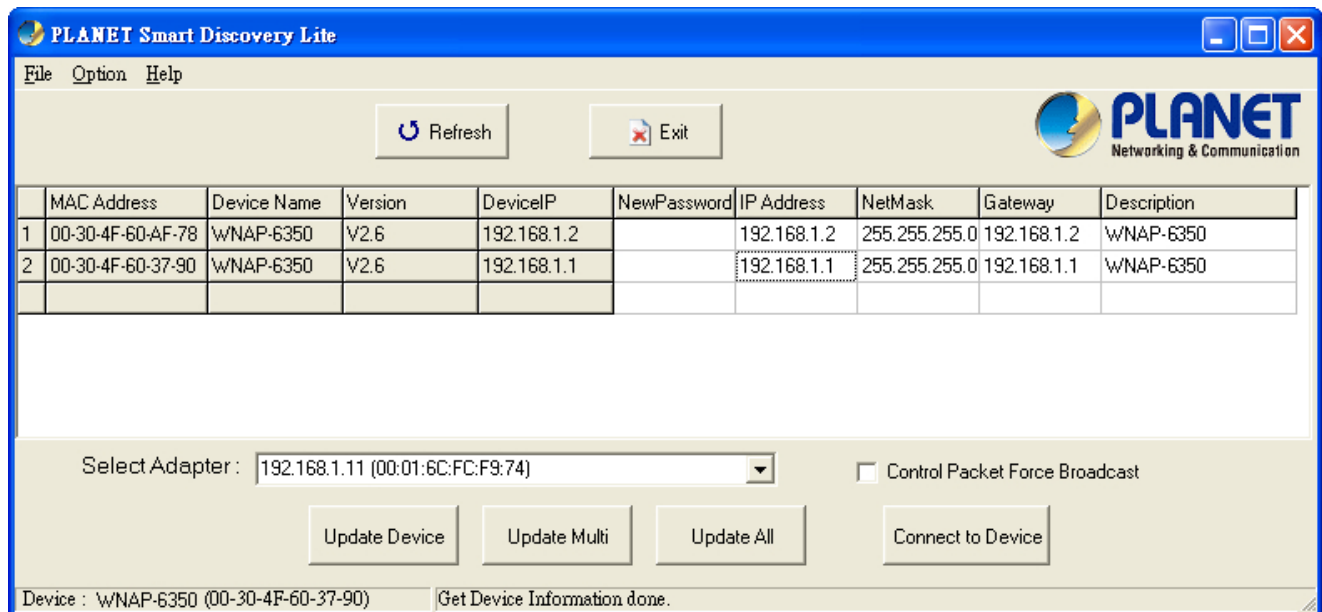 PLANET Smart Discovery Lite
File Option Help
Refresh Exit
PLANET
Networking & Communication
MAC Address Device Name Version DeviceIP NewPassword IP Address NetMask Gateway Description
1 00-30-4F-60-AF-78 WNAP-6350 V2.6 192.168.1.2 192.168.1.2 255.255.255.0 192.168.1.2 WNAP-6350
2 00-30-4F-60-37-90 WNAP-6350 V2.6 192.168.1.1 192.168.1.1 255.255.255.0 192.168.1.1 WNAP-6350
Select Adapter : 192.168.1.11 (00:01:6C:FC:F9:74) Control Packet Force Broadcast
Update Device Update Multi Update All Connect to Device
Device : WNAP-6350 (00-30-4F-60-37-90) Get Device Information done.